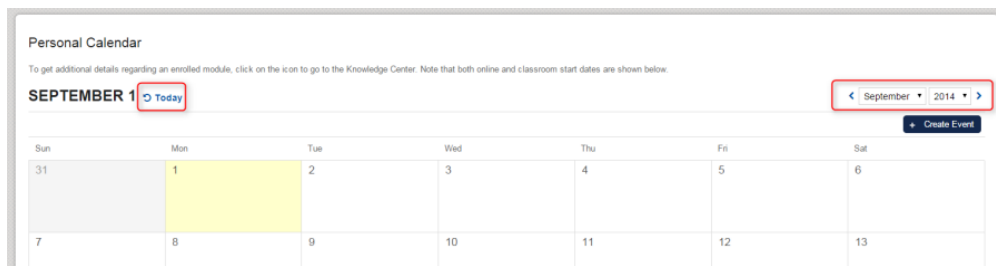 Personal Calendar
To get additional details regarding an enrolled module, click on the icon to go to the Knowledge Center. Note that both online and classroom start dates are shown below.
SEPTEMBER 1 Today < September 2014 >
+ Create Event
Sun Mon Tue Wed Thu Fri Sat
31 1 2 3 4 5 6
7 8 9 10 11 12 13